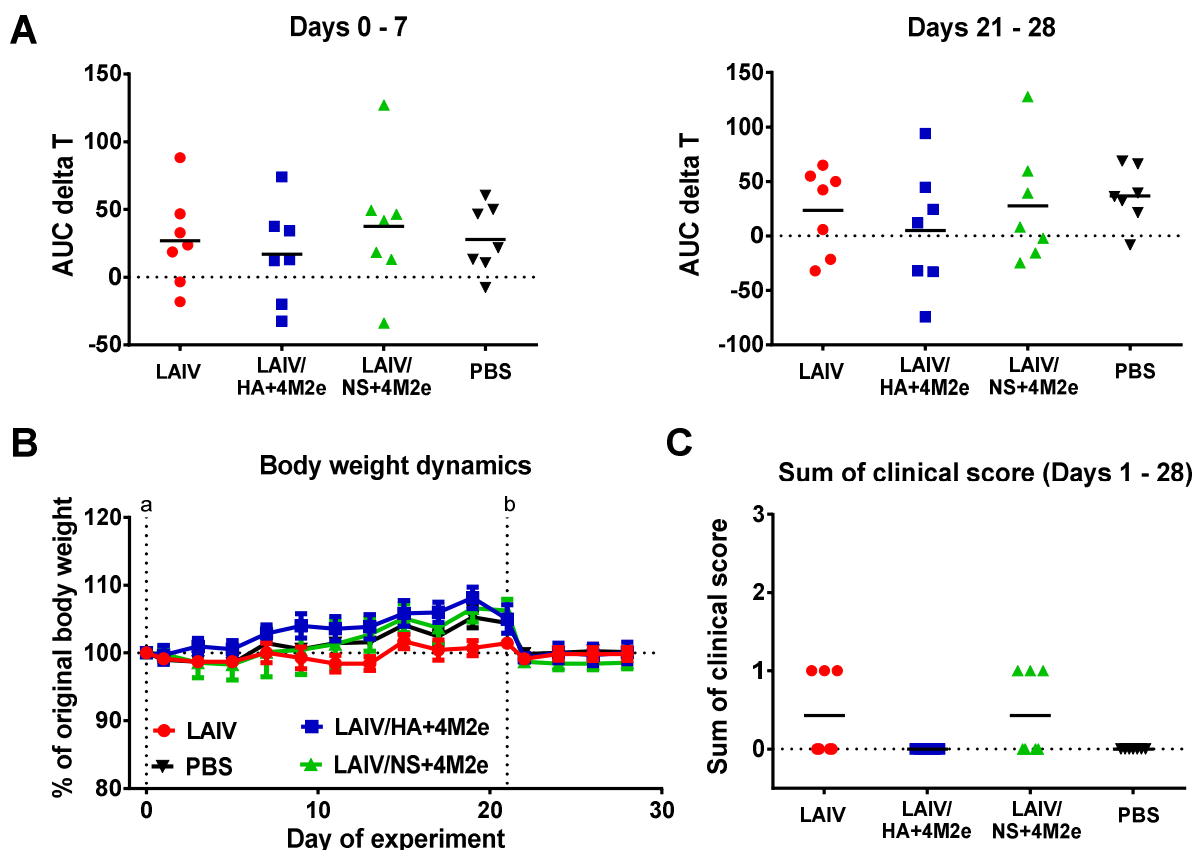 A
Days 0 - 7
AUC delta T
150
100
50
0
-50
LAIV
LAIV/
HA+4M2e
LAIV/
NS+4M2e
PBS
Days 21 - 28
AUC delta T
150
100
50
0
-50
-100
LAIV
LAIV/
HA+4M2e
LAIV/
NS+4M2e
PBS
B
Body weight dynamics
a
b
% of original body weight
120
110
100
90
80
LAIV
PBS
LAIV/HA+4M2e
LAIV/NS+4M2e
0
10
20
30
Day of experiment
C
Sum of clinical score (Days 1 - 28)
Sum of clinical score
3
2
1
0
LAIV
LAIV/
HA+4M2e
LAIV/
NS+4M2e
PBS